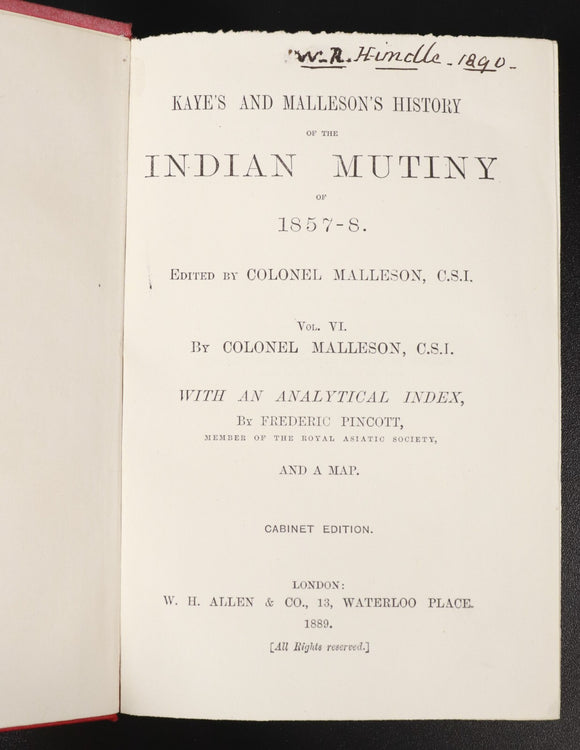 W. R. Hindle - 1890 -
KAYE'S AND MALLESON'S HISTORY
OF THE
INDIAN MUTINY
OF
1857-8.
EDITED BY COLONEL MALLESON, C.S.I.
VOL. VI.
BY COLONEL MALLESON, C.S.I.
WITH AN ANALYTICAL INDEX,
BY FREDERIC PINCOTT,
MEMBER OF THE ROYAL ASIATIC SOCIETY,
AND A MAP.
CABINET EDITION.
LONDON:
W. H. ALLEN & CO., 13, WATERLOO PLACE.
1889.
[All Rights reserved.]